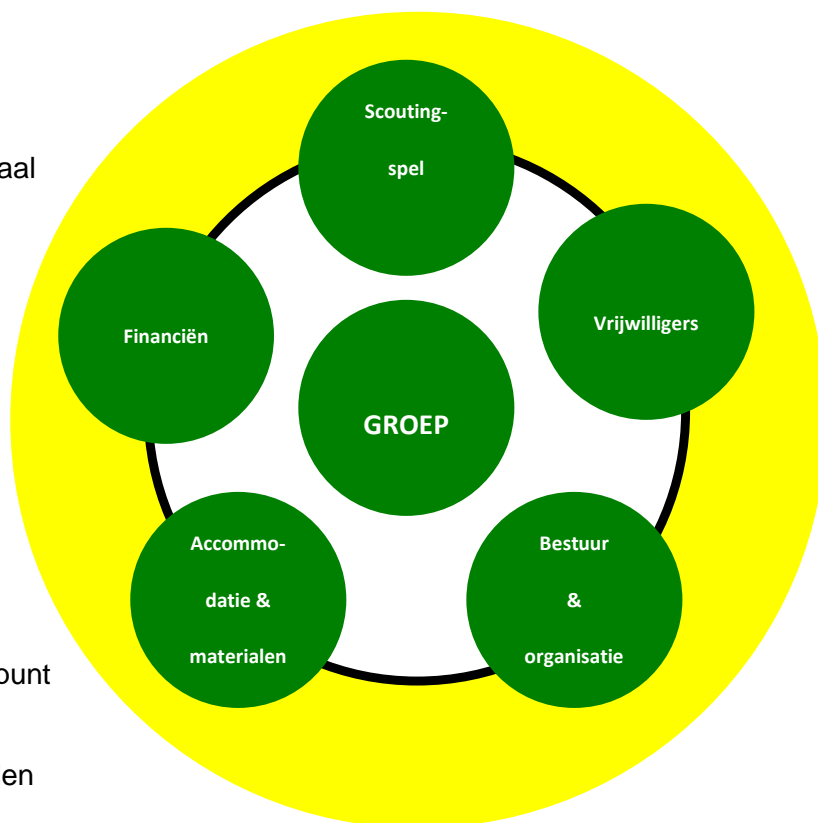 Scouting-
spel
aal
Vrijwilligers
Financiën
GROEP
Accommo-
datie &
materialen
Bestuur
&
organisatie
ount
en